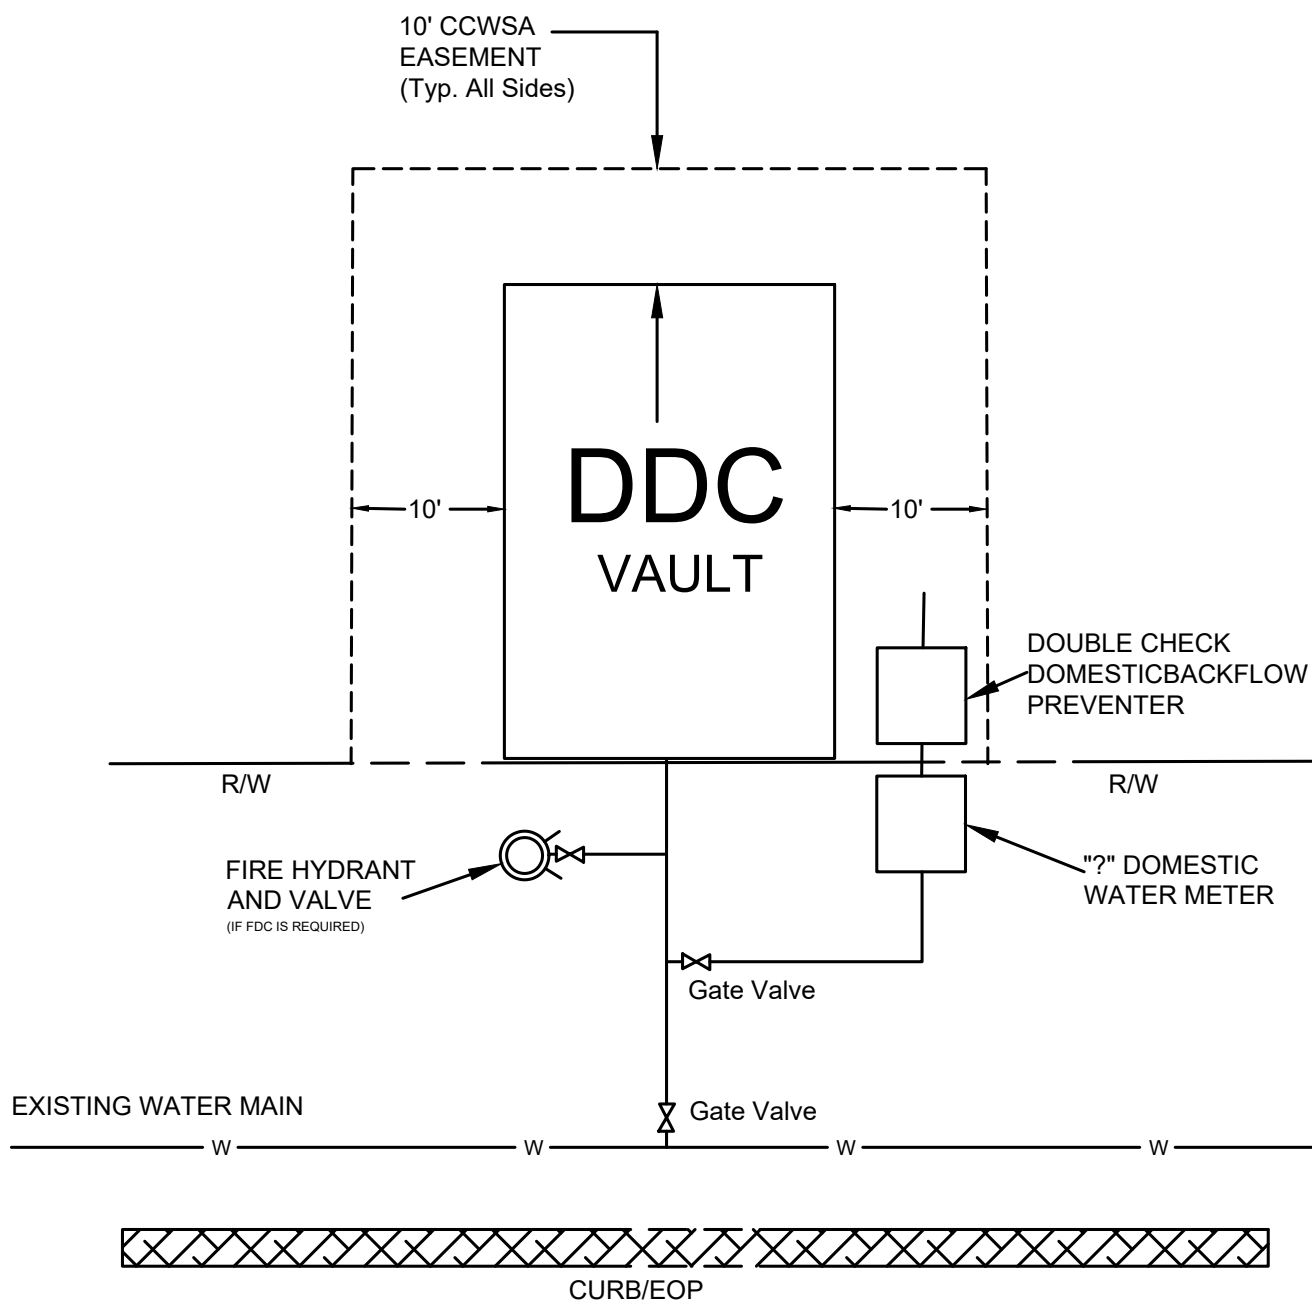 10' CCWSA
EASEMENT
(Typ. All Sides)
DDC
VAULT
10'
10'
DOUBLE CHECK
DOMESTICBACKFLOW
PREVENTER
R/W
R/W
FIRE HYDRANT
AND VALVE
(IF FDC IS REQUIRED)
"?" DOMESTIC
WATER METER
Gate Valve
EXISTING WATER MAIN
Gate Valve
W
W
W
W
CURB/EOP